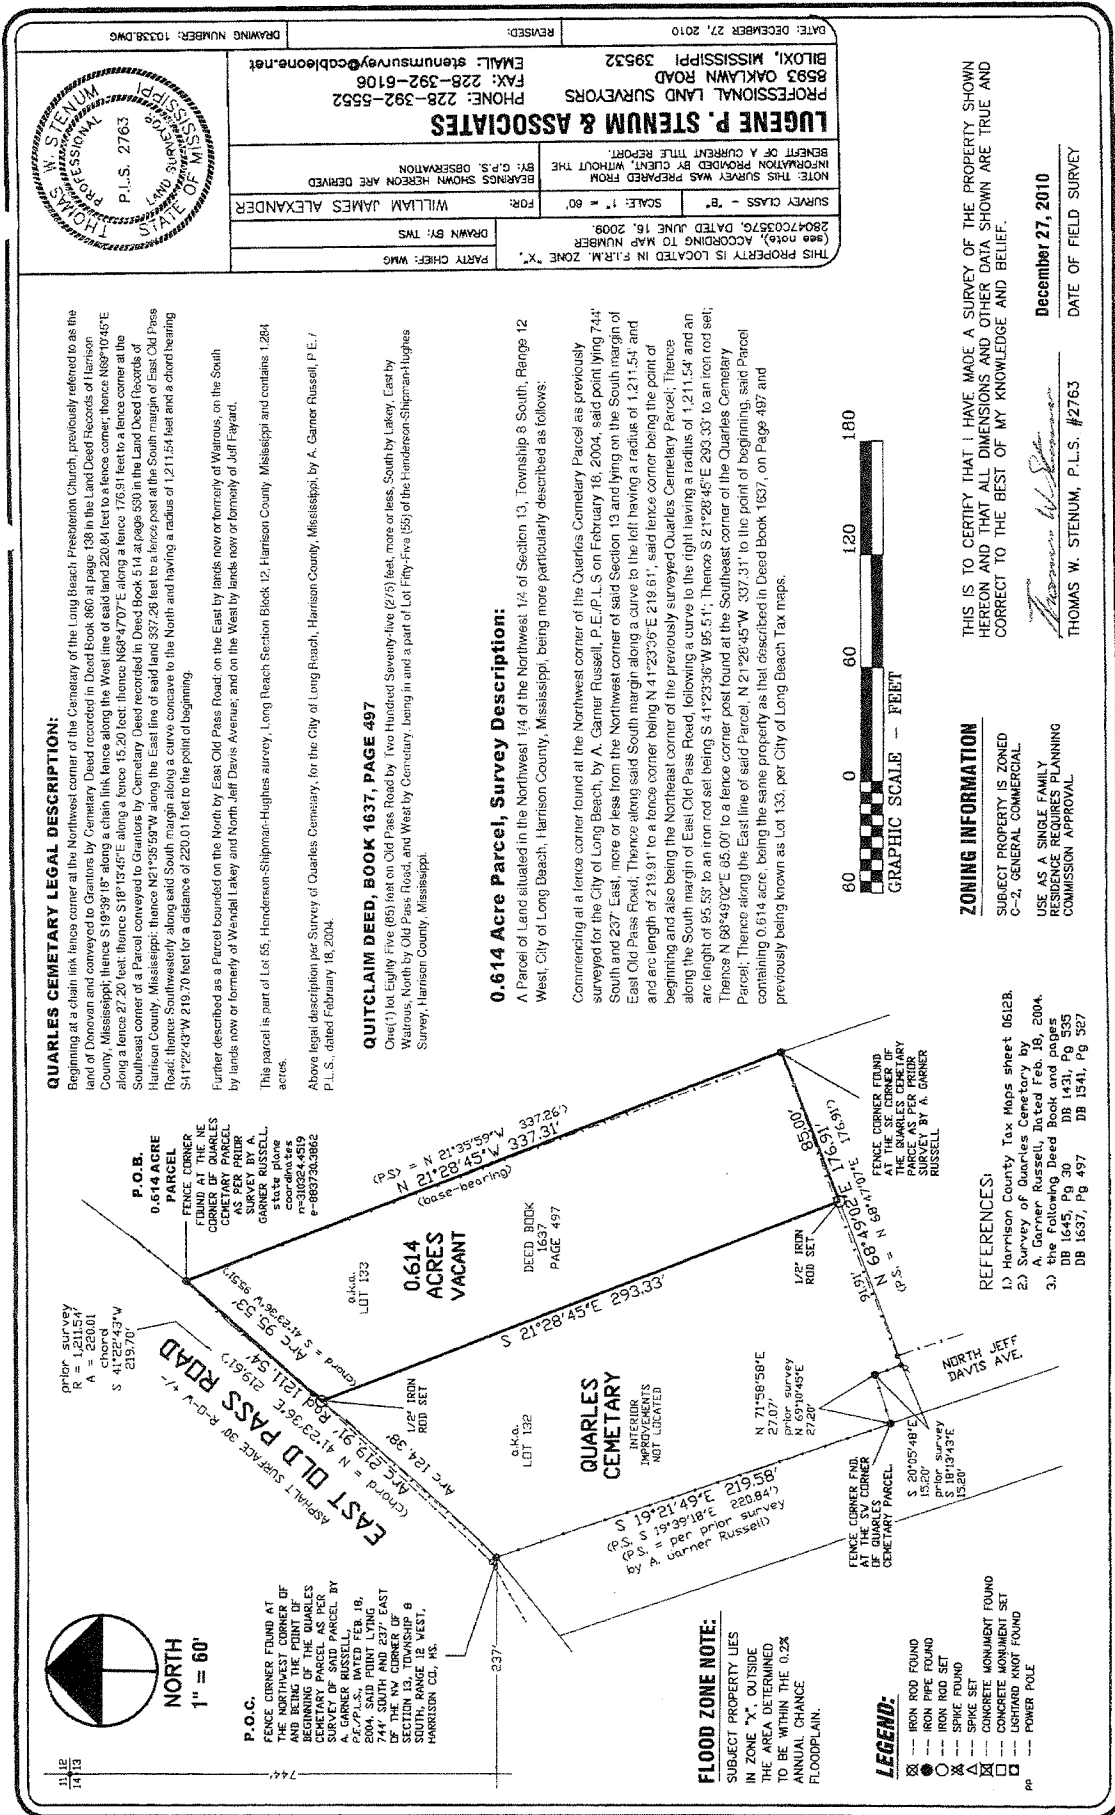 11 12
14 13
744'
237'
NORTH
1" = 60'
P.O.C.
FENCE CORNER FOUND AT
THE NORTHWEST CORNER OF
AND BEING THE POINT OF
BEGINNING OF THE QUARLES
CEMETARY PARCEL AS PER
SURVEY OF SAID PARCEL BY
A. GARNER RUSSELL,
P.E./P.L.S., DATED FEB. 18,
2004. SAID POINT LYING
744' SOUTH AND 237' EAST
OF THE NW CORNER OF
SECTION 13, TOWNSHIP 8
SOUTH, RANGE 12 WEST,
HARRISON CO., MS.
FLOOD ZONE NOTE:
SUBJECT PROPERTY LIES
IN ZONE "X", OUTSIDE
THE AREA DETERMINED
TO BE WITHIN THE 0.2%
ANNUAL CHANCE
FLOODPLAIN.
LEGEND:
--- IRON ROD FOUND
--- IRON PIPE FOUND
--- IRON ROD SET
--- SPIKE FOUND
--- SPIKE SET
--- CONCRETE MONUMENT FOUND
--- CONCRETE MONUMENT SET
--- LIGHTARD KNOT FOUND
PP --- POWER POLE
prior survey
R = 1,211.54'
A = 220.01
chord
S 41°22'43"W
219.70'
ASPHALT SURFACE 30' R-O-W +/-
EAST OLD PASS ROAD
Rad 1211.54'
Arc 95.53'
(chord = S 41°23'36"W 95.51')
Arc 219.91'
(chord = N 41°23'36"E 219.61')
Arc 124.38'
1/2" IRON
ROD SET
P.O.B.
0.614 ACRE
PARCEL
FENCE CORNER
FOUND AT THE NE
CORNER OF QUARLES
CEMETARY PARCEL
AS PER PRIOR
SURVEY BY A.
GARNER RUSSELL.
state plane
coordinates
n=310324.4519
e=883730.3862
a.k.a.
LOT 133
0.614
ACRES
VACANT
DEED BOOK
1637
PAGE 497
(P.S) = N 21°35'59"W 337.26')
N 21°28'45"W 337.31'
(base-bearing)
S 21°28'45"E 293.33'
a.k.a.
LOT 132
QUARLES
CEMETARY
INTERIOR
IMPROVEMENTS
NOT LOCATED
S 19°21'49"E 219.58'
(P.S. S 19°39'18"E 220.84')
(P.S. = per prior survey
by A. Garner Russell)
N 71°58'58"E
27.07'
prior survey
N 69°10'45"E
27.20'
FENCE CORNER FND.
AT THE SW CORNER
OF QUARLES
CEMETARY PARCEL.
S 20°05'48"E
15.20'
prior survey
S 18°13'43"E
15.20'
NORTH JEFF
DAVIS AVE.
1/2" IRON
ROD SET
85.00'
91.91'
N 68°49'02"E 176.91'
(P.S. = N 68°47'07"E 176.91')
FENCE CORNER FOUND
AT THE SE CORNER OF
THE QUARLES CEMETARY
PARCE AS PER PRIOR
SURVEY BY A. GARNER
RUSSELL
REFERENCES:
1.) Harrison County Tax Maps sheet 0612B.
2.) Survey of Quarles Cemetary by
A. Garner Russell, Dated Feb. 18, 2004.
3.) the following Deed Book and pages
DB 1645, Pg 30 DB 1431, Pg 535
DB 1637, Pg 497 DB 1541, Pg 527
QUARLES CEMETARY LEGAL DESCRIPTION:
Beginning at a chain link fence corner at the Northwest corner of the Cemetary of the Long Beach Presbiterion Church, previously referred to as the
land of Donovan and conveyed to Grantors by Cemetary Deed recorded in Deed Book 860 at page 138 in the Land Deed Records of Harrison
County, Mississippi; thence S19°39'18" along a chain link fence along the West line of said land 220.84 feet to a fence corner; thence N69°10'45"E
along a fence 27.20 feet; thence S18°13'45"E along a fence 15.20 feet; thence N68°47'07"E along a fence 176.91 feet to a fence corner at the
Southeast corner of a Parcel conveyed to Grantors by Cemetary Deed recorded in Deed Book 514 at page 530 in the Land Deed Records of
Harrison County, Mississippi; thence N21°35'59"W along the East line of said land 337.26 feet to a fence post at the South margin of East Old Pass
Road; thence Southwesterly along said South margin along a curve concave to the North and having a radius of 1,211.54 feet and a chord bearing
S41°22'43"W 219.70 feet for a distance of 220.01 feet to the point of beginning.
Further described as a Parcel bounded on the North by East Old Pass Road; on the East by lands now or formerly of Watrous, on the South
by lands now or formerly of Wendal Lakey and North Jeff Davis Avenue; and on the West by lands now or formerly of Jeff Fayard.
This parcel is part of Lot 55, Henderson-Shipman-Hughes survey, Long Beach Section Block 12, Harrison County Mississippi and contains 1.284
acres.
Above legal description per Survey of Quarles Cemetary, for the City of Long Beach, Harrison County, Mississippi, by A. Garner Russell, P.E./
P.L.S., dated February 18, 2004.
QUITCLAIM DEED, BOOK 1637, PAGE 497
One(1) lot Eighty Five (85) feet on Old Pass Road by Two Hundred Seventy-five (275) feet, more or less, South by Lakey, East by
Watrous, North by Old Pass Road, and West by Cemetary, being in and a part of Lot Fifty-Five (55) of the Henderson-Shipman-Hughes
Survey, Harrison County, Mississippi.
0.614 Acre Parcel, Survey Description:
A Parcel of Land situated in the Northwest 1/4 of the Northwest 1/4 of Section 13, Township 8 South, Range 12
West, City of Long Beach, Harrison County, Mississippi, being more particularly described as follows:
Commencing at a fence corner found at the Northwest corner of the Quarles Cemetary Parcel as previously
surveyed for the City of Long Beach, by A. Garner Russell, P.E./P.L.S on February 18, 2004, said point lying 744'
South and 237' East, more or less from the Northwest corner of said Section 13 and lying on the South margin of
East Old Pass Road; Thence along said South margin along a curve to the left having a radius of 1,211.54' and
and arc length of 219.91' to a fence corner being N 41°23'36"E 219.61', said fence corner being the point of
beginning and also being the Northeast corner of the previously surveyed Quarles Cemetary Parcel; Thence
along the South margin of East Old Pass Road, following a curve to the right having a radius of 1,211.54' and an
arc lenght of 95.53' to an iron rod set being S 41°23'36"W 95.51'; Thence S 21°28'45"E 293.33' to an iron rod set;
Thence N 68°49'02"E 85.00' to a fence corner post found at the Southeast corner of the Quarles Cemetary
Parcel; Thence along the East line of said Parcel, N 21°28'45"W 337.31' to the point of beginning, said Parcel
containing 0.614 acre, being the same property as that described in Deed Book 1637, on Page 497 and
previously being known as Lot 133, per City of Long Beach Tax maps.
60 0 60 120 180
GRAPHIC SCALE - FEET
ZONING INFORMATION
SUBJECT PROPERTY IS ZONED
C-2, GENERAL COMMERCIAL.
USE AS A SINGLE FAMILY
RESIDENCE REQUIRES PLANNING
COMMISSION APPROVAL
THIS IS TO CERTIFY THAT I HAVE MADE A SURVEY OF THE PROPERTY SHOWN
HEREON AND THAT ALL DIMENSIONS AND OTHER DATA SHOWN ARE TRUE AND
CORRECT TO THE BEST OF MY KNOWLEDGE AND BELIEF.
Thomas W. Stenum
THOMAS W. STENUM, P.L.S. #2763
December 27, 2010
DATE OF FIELD SURVEY
THIS PROPERTY IS LOCATED IN F.I.R.M. ZONE "X",
(see note), ACCORDING TO MAP NUMBER
28047C0357G, DATED JUNE 16, 2009.
PARTY CHIEF: WMG
DRAWN BY: TWS
SURVEY CLASS - "B"
SCALE: 1" = 60'
FOR: WILLIAM JAMES ALEXANDER
NOTE: THIS SURVEY WAS PREPARED FROM
INFORMATION PROVIDED BY CLIENT, WITHOUT THE
BENEFIT OF A CURRENT TITLE REPORT.
BEARINGS SHOWN HEREON ARE DERIVED
BY: G.P.S. OBSERVATION
LUGENE P. STENUM & ASSOCIATES
PROFESSIONAL LAND SURVEYORS
8593 OAKLAWN ROAD
BILOXI, MISSISSIPPI 39532
PHONE: 228-392-5552
FAX: 228-392-6106
EMAIL: stenumsurvey@cableone.net
DATE: DECEMBER 27, 2010
REVISED:
DRAWING NUMBER: 10338.DWG
THOMAS W. STENUM
PROFESSIONAL
P.L.S. 2763
LAND SURVEYOR
STATE OF MISSISSIPPI